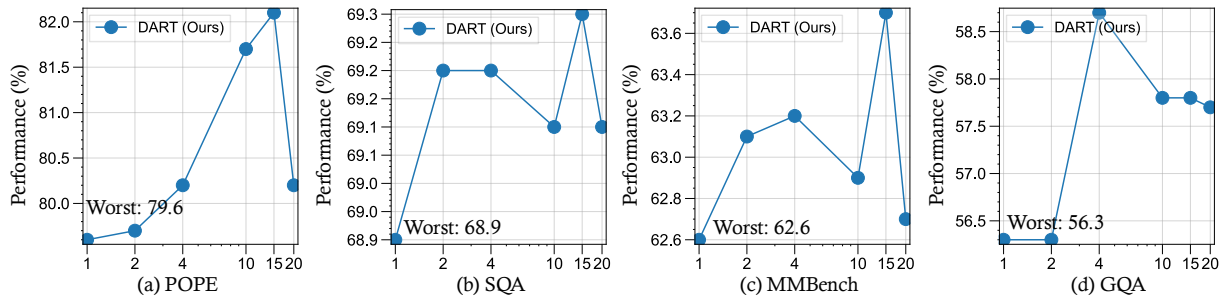 Performance (%)
82.0
81.5
81.0
80.5
80.0
DART (Ours)
Worst: 79.6
1 2 4 10 15 20
(a) POPE
Performance (%)
69.3
69.2
69.2
69.2
69.1
69.1
69.0
69.0
68.9
DART (Ours)
Worst: 68.9
1 2 4 10 15 20
(b) SQA
Performance (%)
63.6
63.4
63.2
63.0
62.8
62.6
DART (Ours)
Worst: 62.6
1 2 4 10 15 20
(c) MMBench
Performance (%)
58.5
58.0
57.5
57.0
56.5
DART (Ours)
Worst: 56.3
1 2 4 10 15 20
(d) GQA